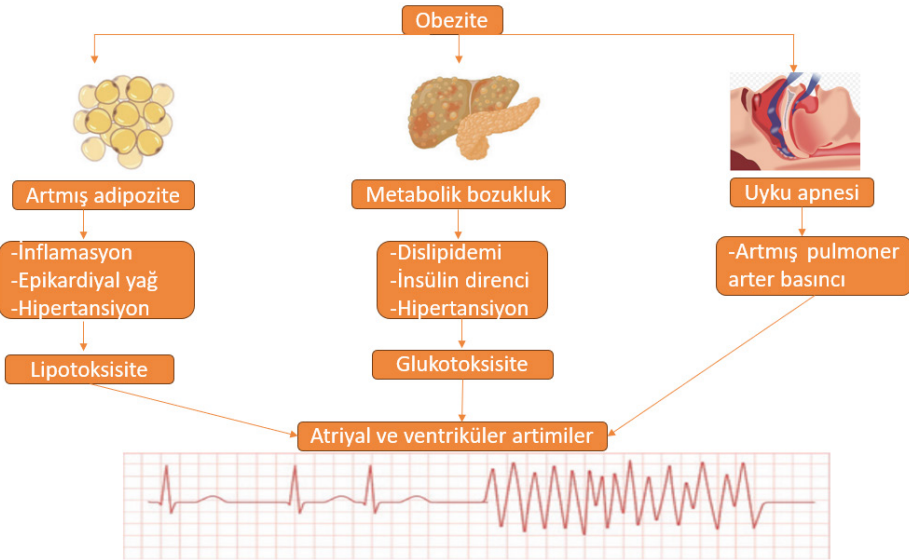 Obezite
Artmış adipozite
Metabolik bozukluk
Uyku apnesi
-İnflamasyon
-Epikardiyal yağ
-Hipertansiyon
-Dislipidemi
-İnsülin direnci
-Hipertansiyon
-Artmış pulmoner
arter basıncı
Lipotoksisite
Glukotoksisite
Atriyal ve ventriküler artimiler